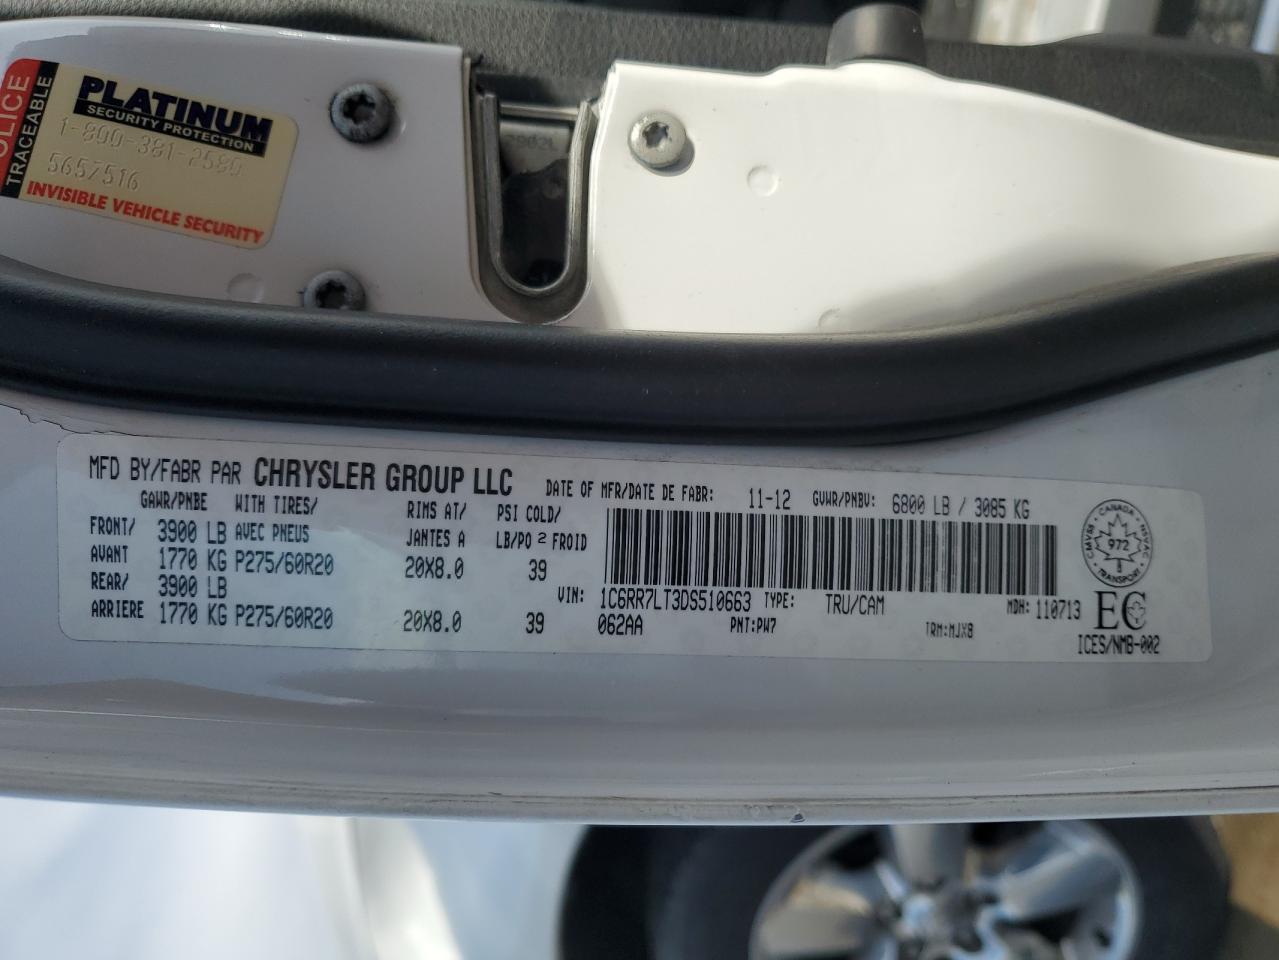 POLICE
TRACEABLE
PLATINUM
SECURITY PROTECTION
1-800-381-2580
5657516
INVISIBLE VEHICLE SECURITY
MFD BY/FABR PAR CHRYSLER GROUP LLC DATE OF MFR/DATE DE FABR: 11-12 GVWR/PNBV: 6800 LB / 3085 KG
GAWR/PNBE WITH TIRES/ RIMS AT/ PSI COLD/
FRONT/ 3900 LB AVEC PNEUS JANTES A LB/PO 2 FROID
AVANT 1770 KG P275/60R20 20X8.0 39
REAR/ 3900 LB
ARRIERE 1770 KG P275/60R20 20X8.0 39
VIN: 1C6RR7LT3DS510663 TYPE: TRU/CAM MDH: 110713
062AA PNT:PW7 TRM:MJX8
CANADA
CMVSS NSVAC
972
TRANSPORT
EC
ICES/NMB-002